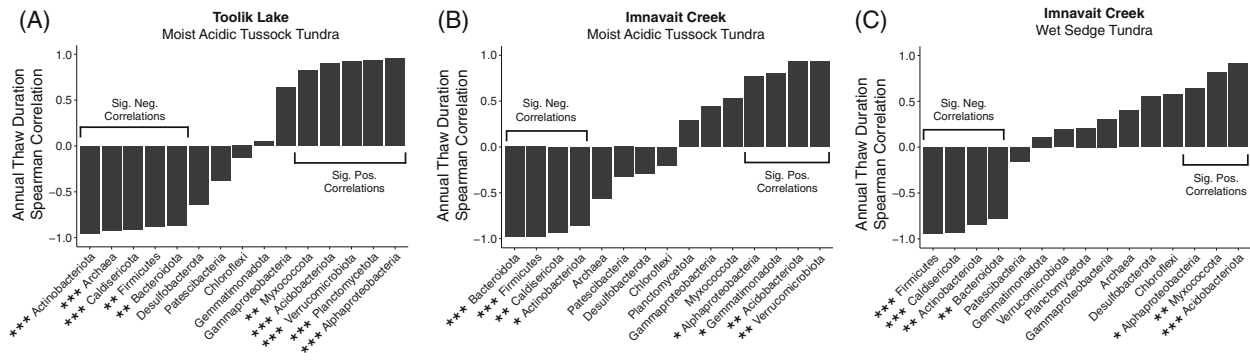 (A)
Toolik Lake
Moist Acidic Tussock Tundra
Annual Thaw Duration
Spearman Correlation
1.0
0.5
0.0
−0.5
−1.0
Sig. Neg.
Correlations
Sig. Pos.
Correlations
*** Actinobacteriota
*** Archaea
*** Caldisericota
** Firmicutes
** Bacteroidota
Desulfobacterota
Patescibacteria
Chloroflexi
Gemmatimonadota
Gammaproteobacteria
** Myxococcota
*** Acidobacteriota
*** Verrucomicrobiota
*** Planctomycetota
*** Alphaproteobacteria
(B)
Imnavait Creek
Moist Acidic Tussock Tundra
Annual Thaw Duration
Spearman Correlation
1.0
0.5
0.0
−0.5
−1.0
Sig. Neg.
Correlations
Sig. Pos.
Correlations
*** Bacteroidota
*** Firmicutes
** Caldisericota
* Actinobacteriota
Archaea
Patescibacteria
Desulfobacterota
Chloroflexi
Planctomycetota
Gammaproteobacteria
Myxococcota
* Alphaproteobacteria
* Gemmatimonadota
** Acidobacteriota
** Verrucomicrobiota
(C)
Imnavait Creek
Wet Sedge Tundra
Annual Thaw Duration
Spearman Correlation
1.0
0.5
0.0
−0.5
−1.0
Sig. Neg.
Correlations
Sig. Pos.
Correlations
*** Firmicutes
*** Caldisericota
** Actinobacteriota
** Bacteroidota
Patescibacteria
Gemmatimonadota
Verrucomicrobiota
Planctomycetota
Gammaproteobacteria
Archaea
Desulfobacterota
Chloroflexi
* Alphaproteobacteria
** Myxococcota
*** Acidobacteriota